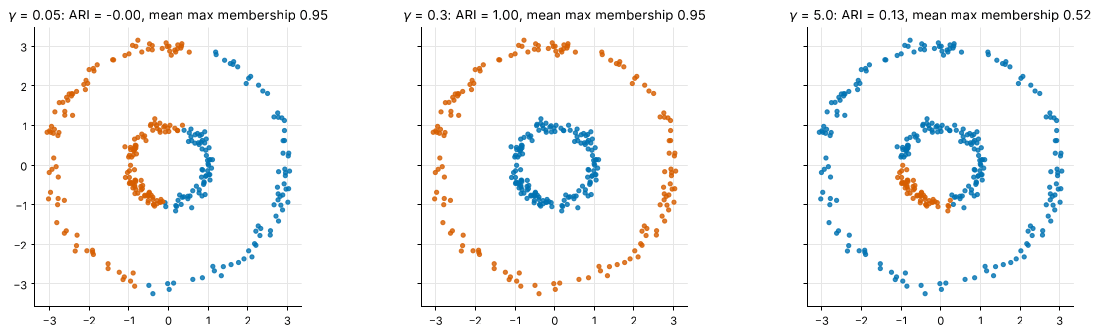 γ = 0.05: ARI = -0.00, mean max membership 0.95
γ = 0.3: ARI = 1.00, mean max membership 0.95
γ = 5.0: ARI = 0.13, mean max membership 0.52
3
2
1
0
−1
−2
−3
−3 −2 −1 0 1 2 3
−3 −2 −1 0 1 2 3
−3 −2 −1 0 1 2 3